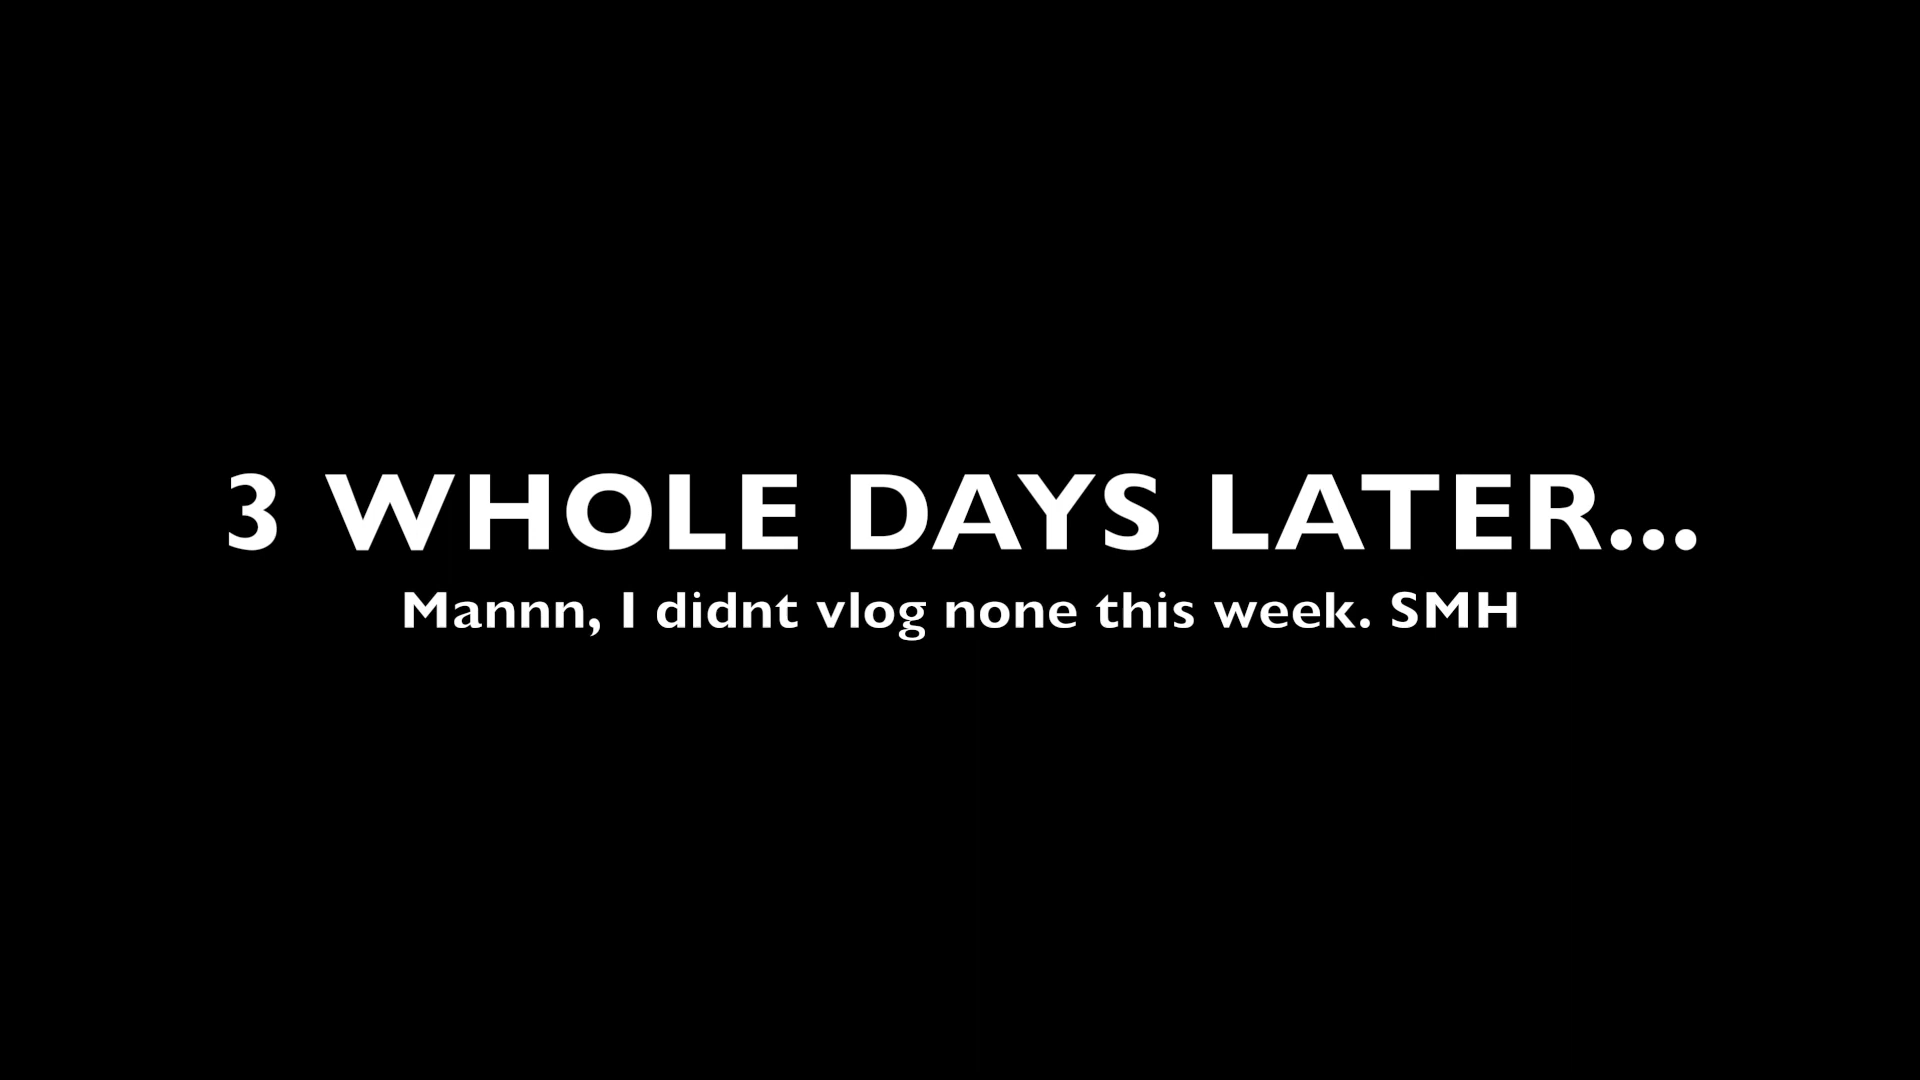 3 WHOLE DAYS LATER...
Mannn, I didnt vlog none this week. SMH